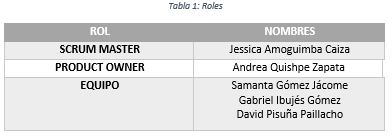 Tabla 1: Roles
ROL NOMBRES
SCRUM MASTER Jessica Amoguimba Caiza
PRODUCT OWNER Andrea Quishpe Zapata
EQUIPO Samanta Gómez Jácome
Gabriel Ibujés Gómez
David Pisuña Paillacho